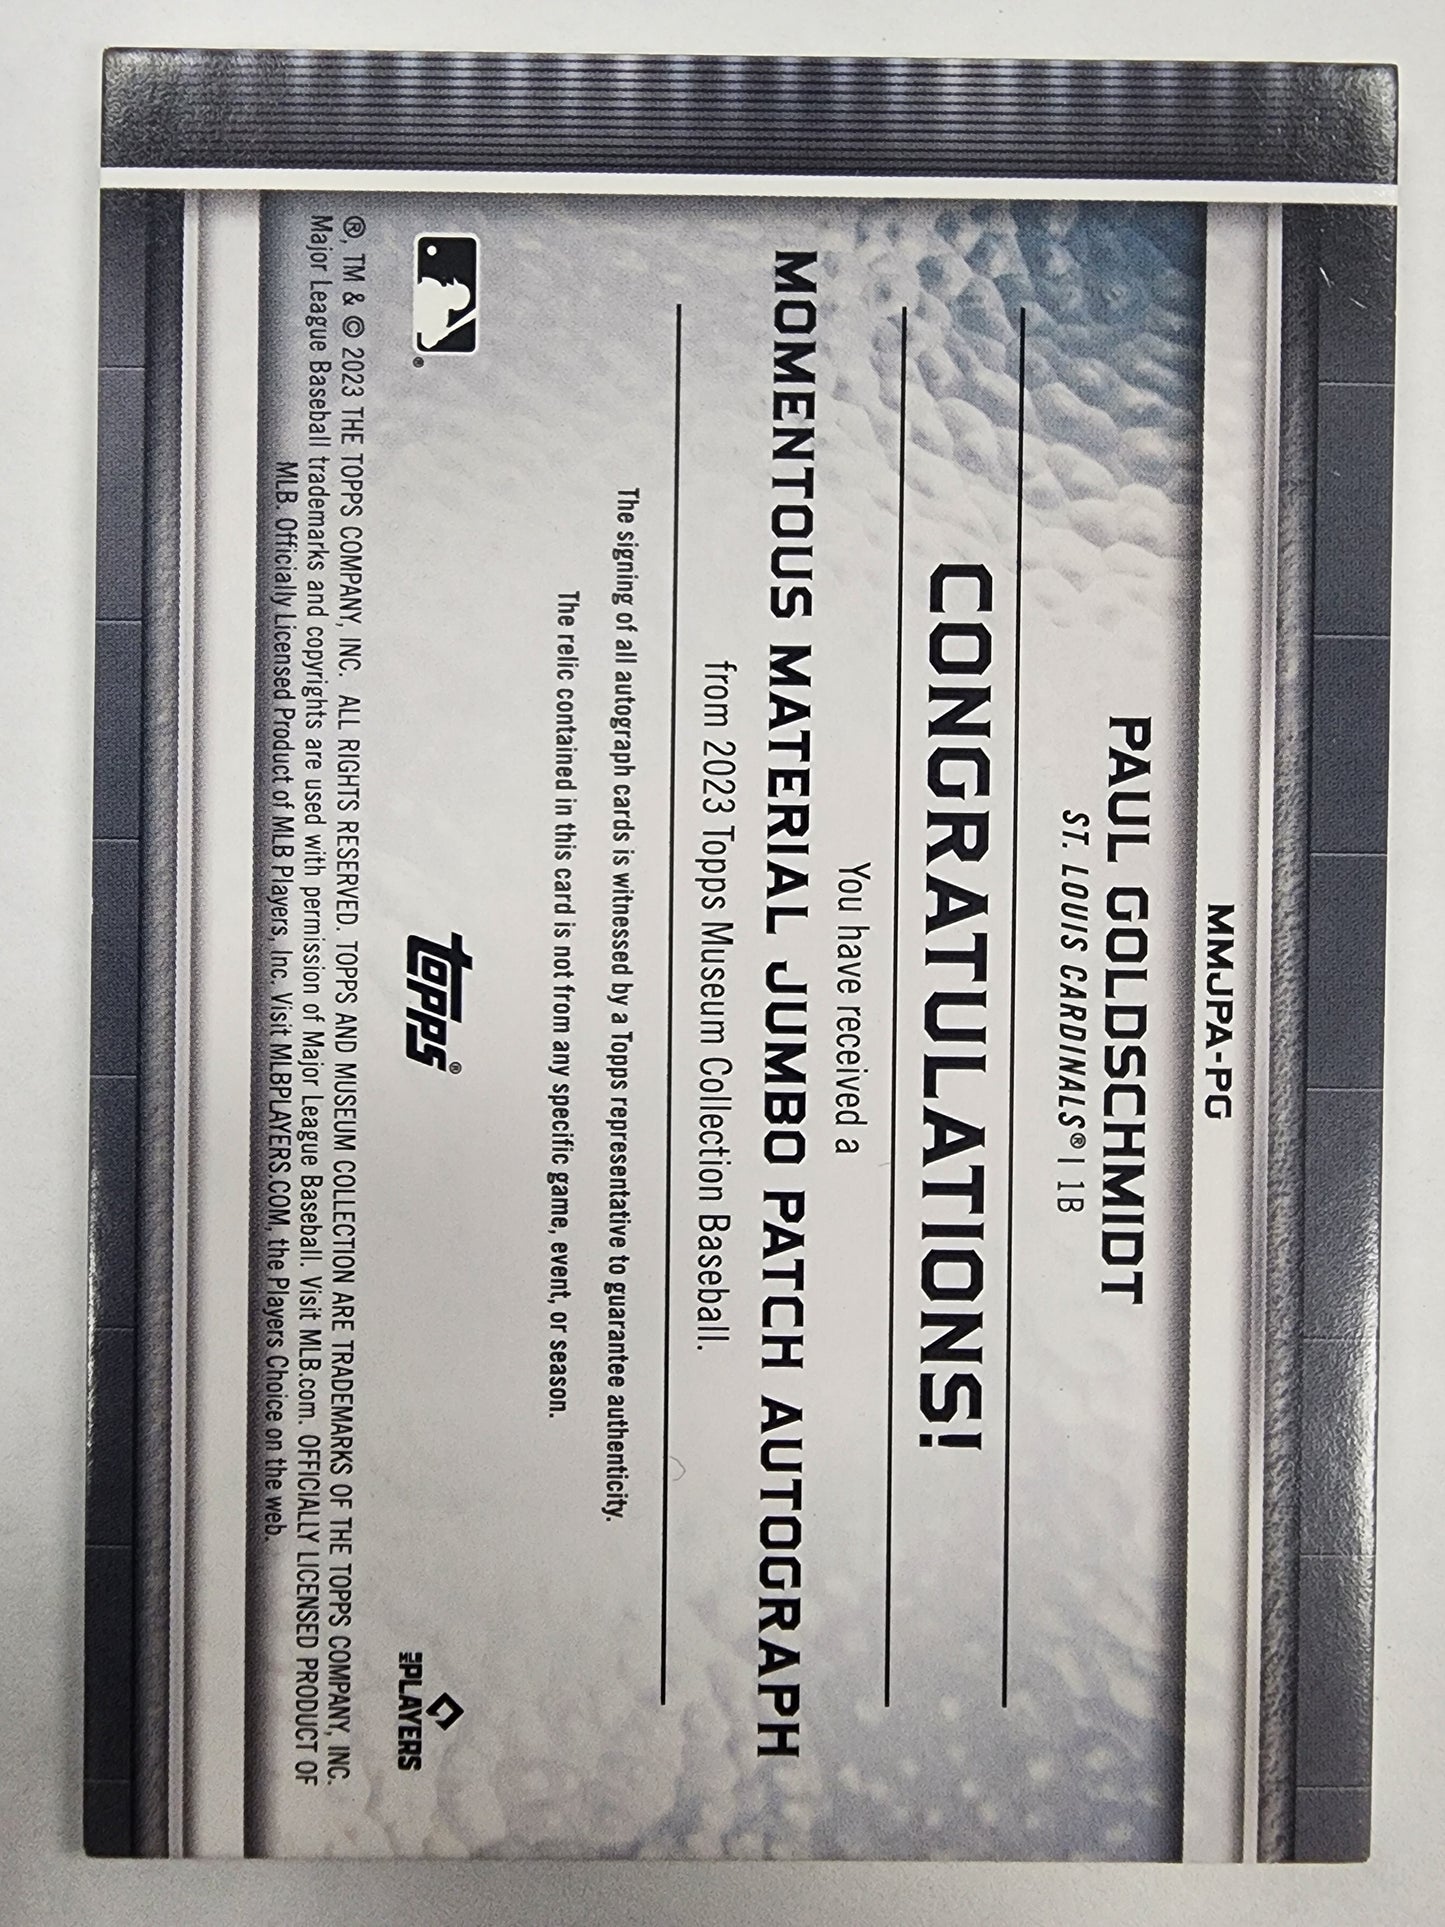 MMJPA-PG
PAUL GOLDSCHMIDT
ST. LOUIS CARDINALS® | 1B
CONGRATULATIONS!
You have received a
MOMENTOUS MATERIAL JUMBO PATCH AUTOGRAPH
from 2023 Topps Museum Collection Baseball.
The signing of all autograph cards is witnessed by a Topps representative to guarantee authenticity.
The relic contained in this card is not from any specific game, event, or season.
®
topps®
MLB PLAYERS
®, TM & © 2023 THE TOPPS COMPANY, INC. ALL RIGHTS RESERVED. TOPPS AND MUSEUM COLLECTION ARE TRADEMARKS OF THE TOPPS COMPANY, INC.
Major League Baseball trademarks and copyrights are used with permission of Major League Baseball. Visit MLB.com. OFFICIALLY LICENSED PRODUCT OF
MLB. Officially Licensed Product of MLB Players, Inc. Visit MLBPLAYERS.COM, the Players Choice on the web.